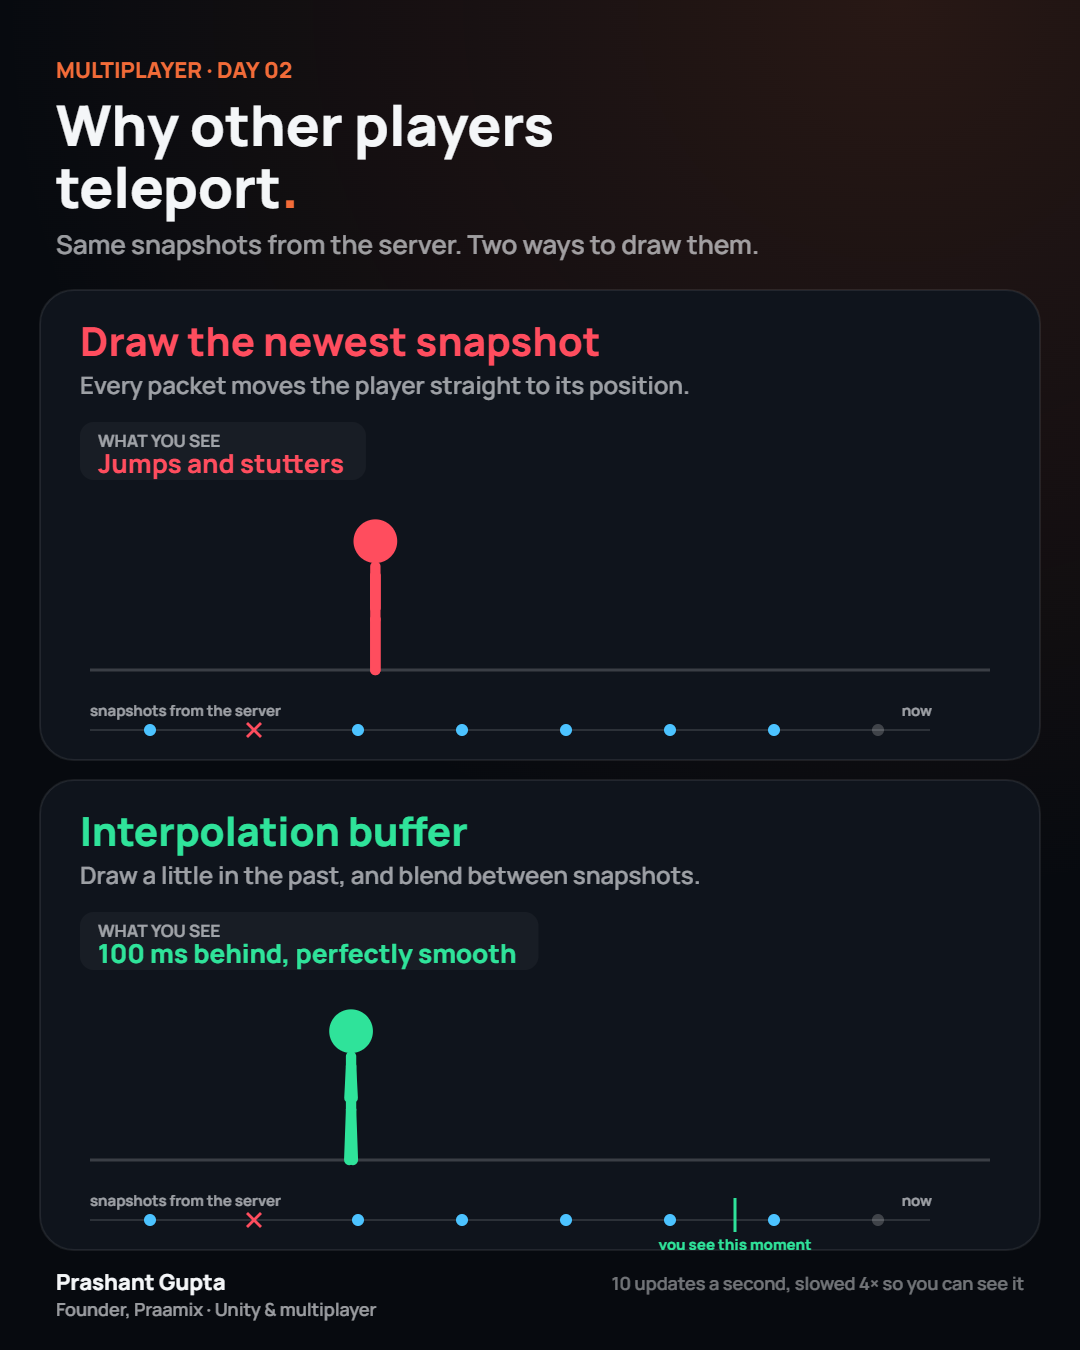 MULTIPLAYER · DAY 02
Why other players
teleport.
Same snapshots from the server. Two ways to draw them.
Draw the newest snapshot
Every packet moves the player straight to its position.
WHAT YOU SEE
Jumps and stutters
snapshots from the server
now
Interpolation buffer
Draw a little in the past, and blend between snapshots.
WHAT YOU SEE
100 ms behind, perfectly smooth
snapshots from the server
now
you see this moment
Prashant Gupta
10 updates a second, slowed 4× so you can see it
Founder, Praamix · Unity & multiplayer